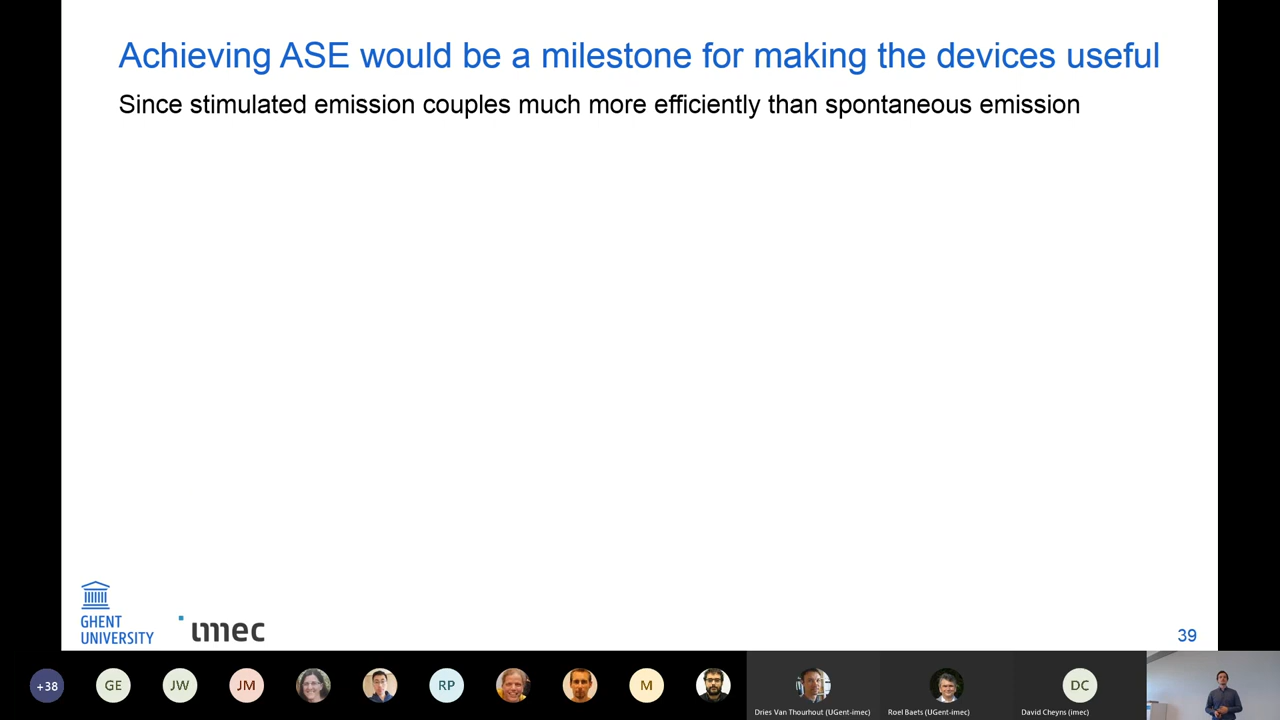 Achieving ASE would be a milestone for making the devices useful
Since stimulated emission couples much more efficiently than spontaneous emission
GHENT
UNIVERSITY
imec
39
+38
GE
JW
JM
RP
M
DC
Dries Van Thourhout (UGent-imec)
Roel Baets (UGent-imec)
David Cheyns (imec)